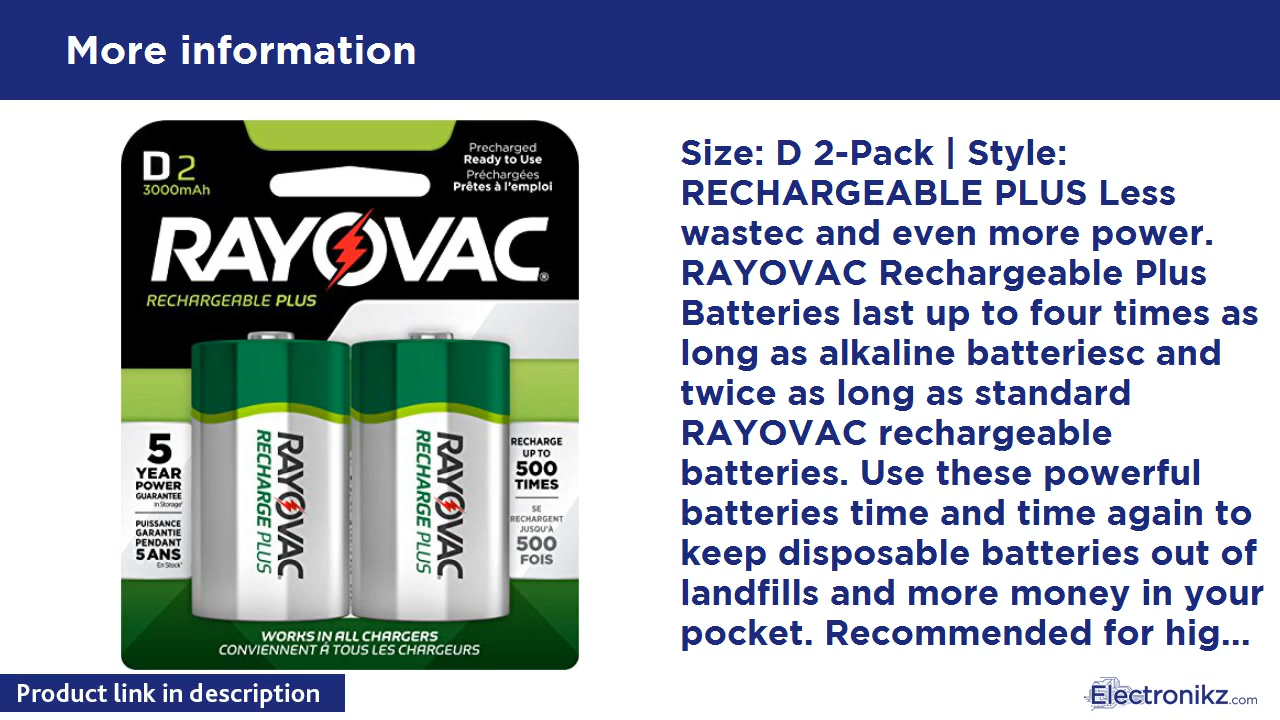 More information
D 2
3000mAh
Precharged
Ready to Use
Préchargées
Prêtes à l'emploi
RAYOVAC®
RECHARGEABLE PLUS
5
YEAR
POWER
GUARANTEE
in Storage*
PUISSANCE
GARANTIE
PENDANT
5 ANS
En Stock*
RAYOVAC
RECHARGE PLUS
RAYOVAC
RECHARGE PLUS
RECHARGE
UP TO
500
TIMES
SE
RECHARGENT
JUSQU'À
500
FOIS
WORKS IN ALL CHARGERS
CONVIENNENT À TOUS LES CHARGEURS
Size: D 2-Pack | Style:
RECHARGEABLE PLUS Less
wastec and even more power.
RAYOVAC Rechargeable Plus
Batteries last up to four times as
long as alkaline batteriesc and
twice as long as standard
RAYOVAC rechargeable
batteries. Use these powerful
batteries time and time again to
keep disposable batteries out of
landfills and more money in your
pocket. Recommended for hig...
Product link in description
Electronikz.com